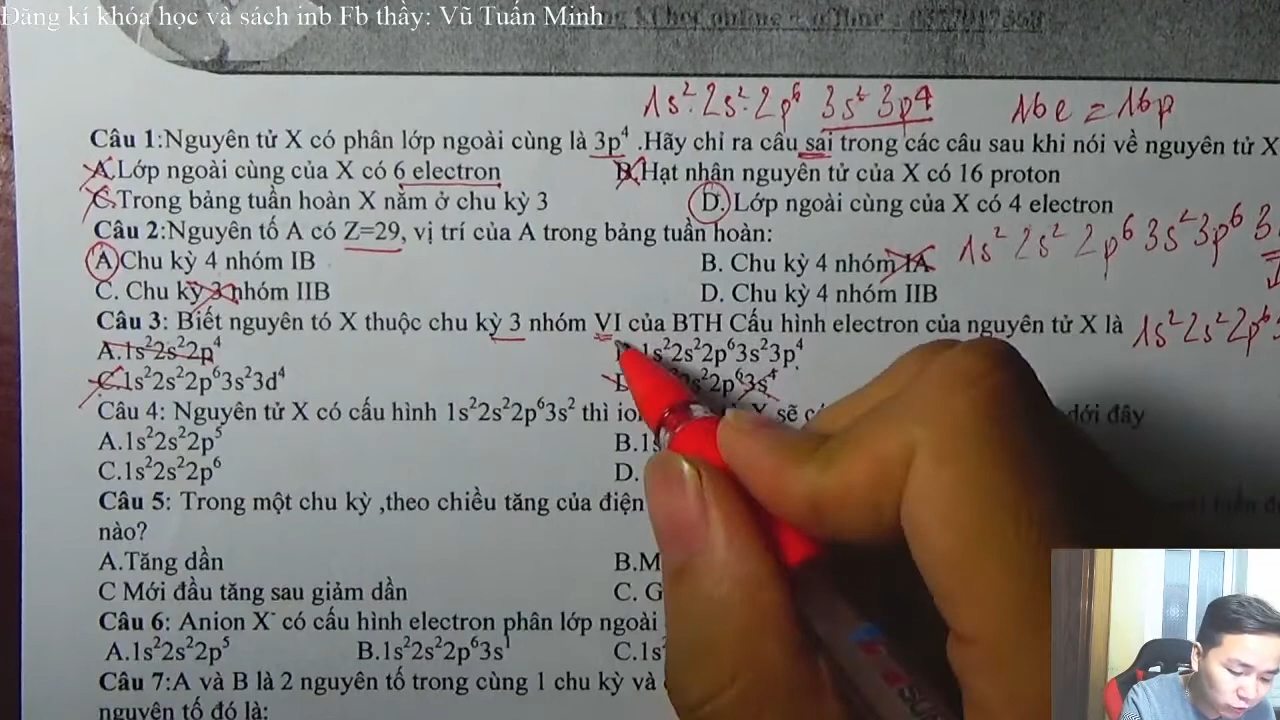 Đăng kí khóa học và sách inb Fb thầy: Vũ Tuấn Minh
1s² 2s² 2p⁶ 3s² 3p⁴ 16e = 16p
Câu 1:Nguyên tử X có phân lớp ngoài cùng là 3p⁴ .Hãy chỉ ra câu sai trong các câu sau khi nói về nguyên tử X
A.Lớp ngoài cùng của X có 6 electron B.Hạt nhân nguyên tử của X có 16 proton
C.Trong bảng tuần hoàn X nằm ở chu kỳ 3 D.Lớp ngoài cùng của X có 4 electron
Câu 2:Nguyên tố A có Z=29, vị trí của A trong bảng tuần hoàn:
1s² 2s² 2p⁶ 3s² 3p⁶ 3
A.Chu kỳ 4 nhóm IB B. Chu kỳ 4 nhóm IA
C. Chu kỳ 3 nhóm IIB D. Chu kỳ 4 nhóm IIB
Câu 3: Biết nguyên tó X thuộc chu kỳ 3 nhóm VI của BTH Cấu hình electron của nguyên tử X là 1s² 2s² 2p⁶
A.1s²2s²2p⁴ 1s²2s²2p⁶3s²3p⁴
C.1s²2s²2p⁶3s²3d⁴ 2s²2p⁶3s⁴
Câu 4: Nguyên tử X có cấu hình 1s²2s²2p⁶3s² thì X sẽ dưới đây
A.1s²2s²2p⁵ B.1s
C.1s²2s²2p⁶ D.
Câu 5: Trong một chu kỳ ,theo chiều tăng của điện
nào?
A.Tăng dần B.M
C Mới đầu tăng sau giảm dần C. G
Câu 6: Anion X⁻ có cấu hình electron phân lớp ngoài
A.1s²2s²2p⁵ B.1s²2s²2p⁶3s¹ C.1s²
Câu 7:A và B là 2 nguyên tố trong cùng 1 chu kỳ và
nguyên tố đó là: